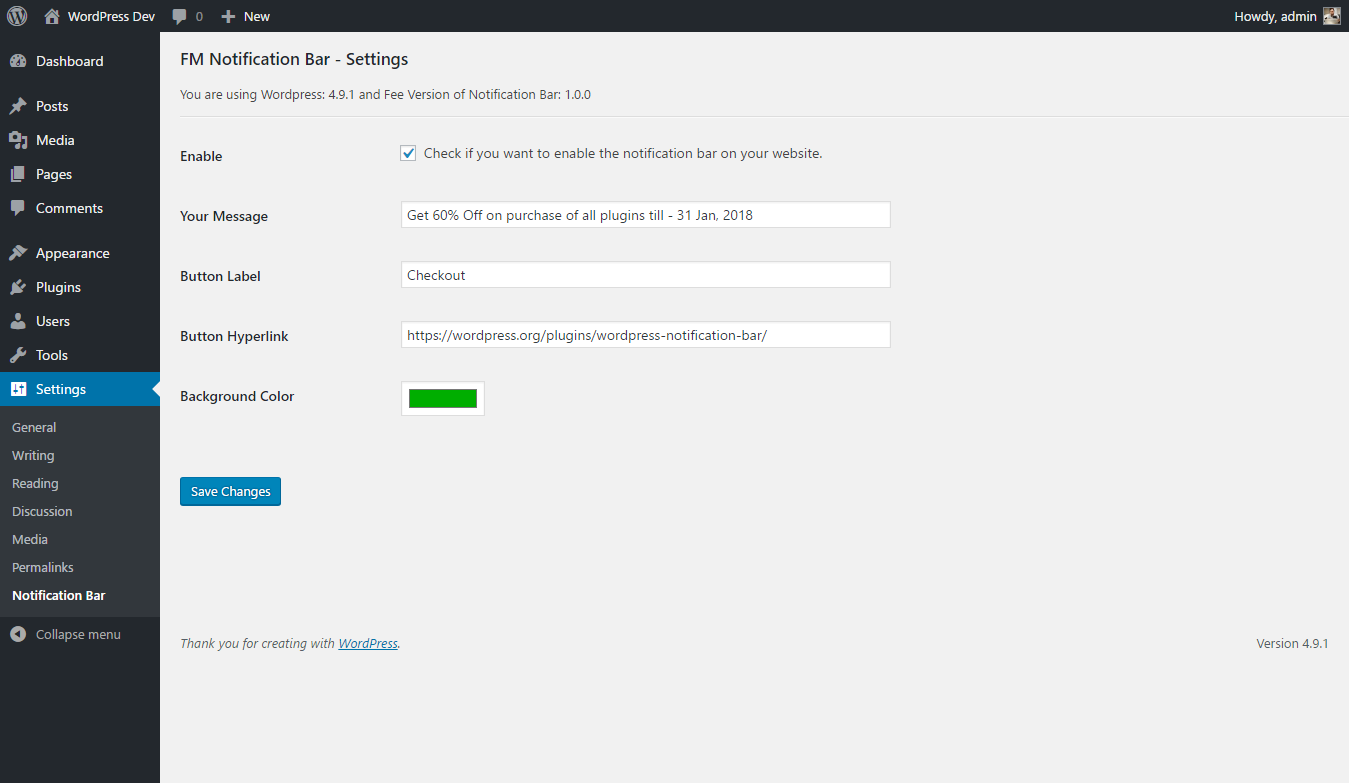 WordPress Dev 0 New Howdy, admin
Dashboard
Posts
Media
Pages
Comments
Appearance
Plugins
Users
Tools
Settings
General
Writing
Reading
Discussion
Media
Permalinks
Notification Bar
Collapse menu
FM Notification Bar - Settings
You are using Wordpress: 4.9.1 and Fee Version of Notification Bar: 1.0.0
Enable Check if you want to enable the notification bar on your website.
Your Message Get 60% Off on purchase of all plugins till - 31 Jan, 2018
Button Label Checkout
Button Hyperlink https://wordpress.org/plugins/wordpress-notification-bar/
Background Color
Save Changes
Thank you for creating with WordPress. Version 4.9.1